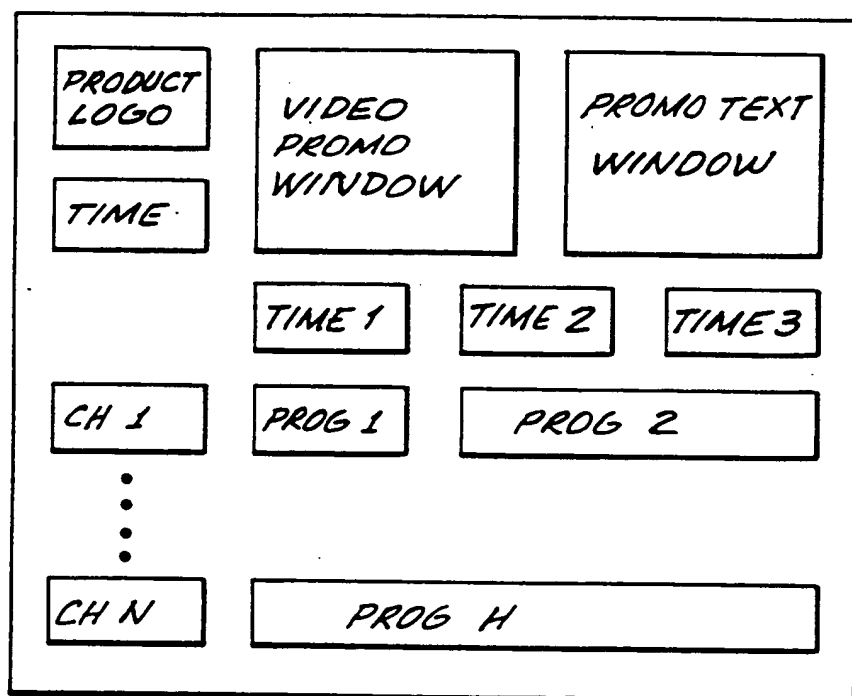 PRODUCT
LOGO
VIDEO
PROMO
WINDOW
PROMO TEXT
WINDOW
TIME
TIME 1
TIME 2
TIME 3
CH 1
PROG 1
PROG 2
CH N
PROG H